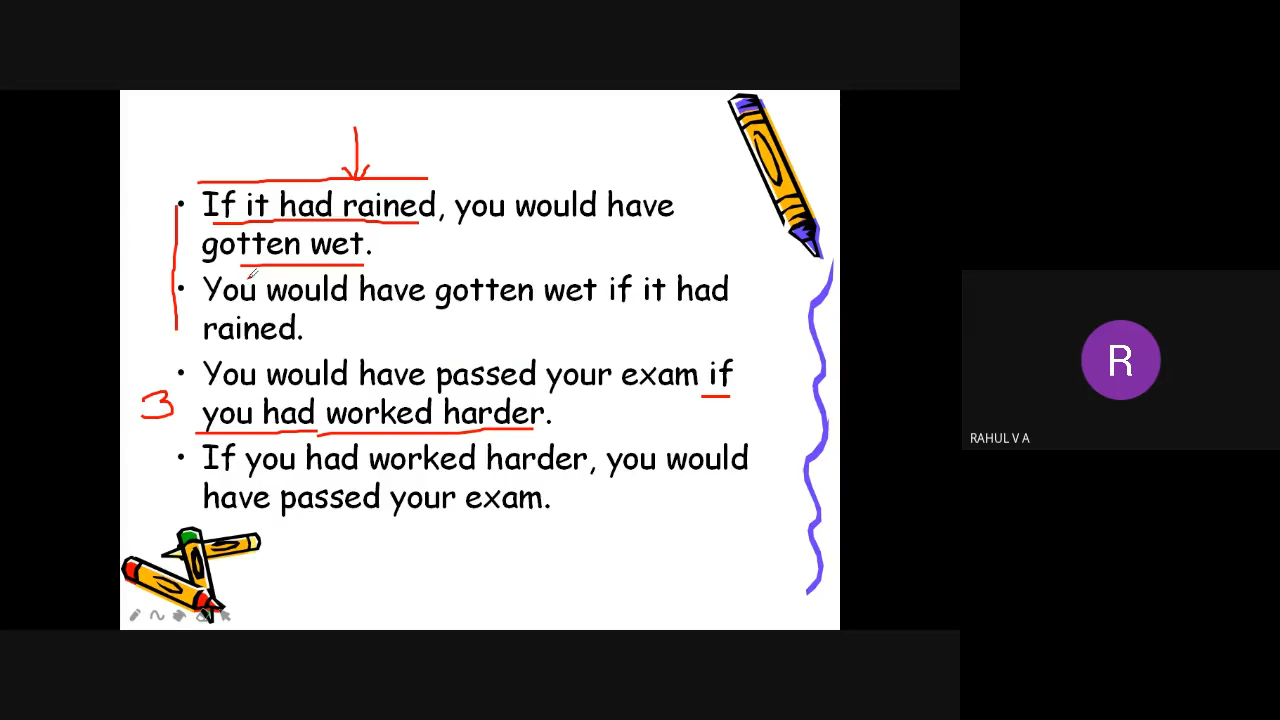 • If it had rained, you would have
gotten wet.
• You would have gotten wet if it had
rained.
• You would have passed your exam if
3 you had worked harder.
• If you had worked harder, you would
have passed your exam.
R
RAHUL V A